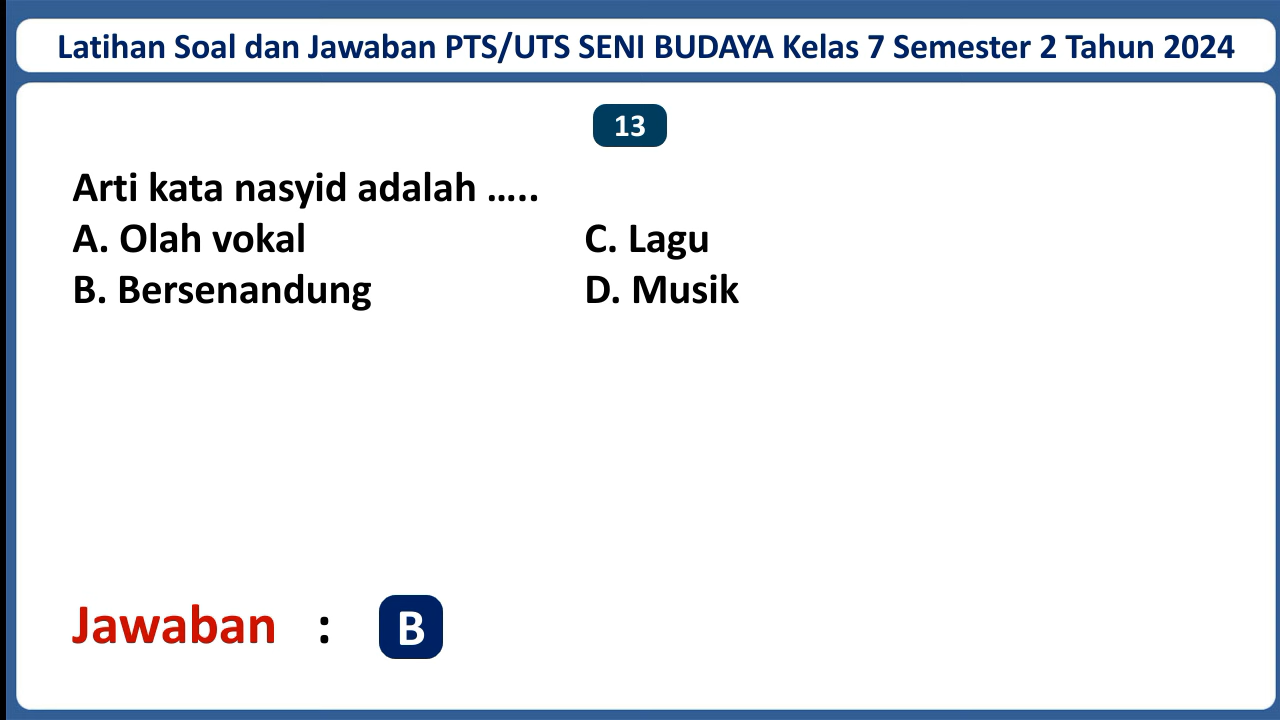 Latihan Soal dan Jawaban PTS/UTS SENI BUDAYA Kelas 7 Semester 2 Tahun 2024
13
Arti kata nasyid adalah .....
A. Olah vokal C. Lagu
B. Bersenandung D. Musik
Jawaban : B